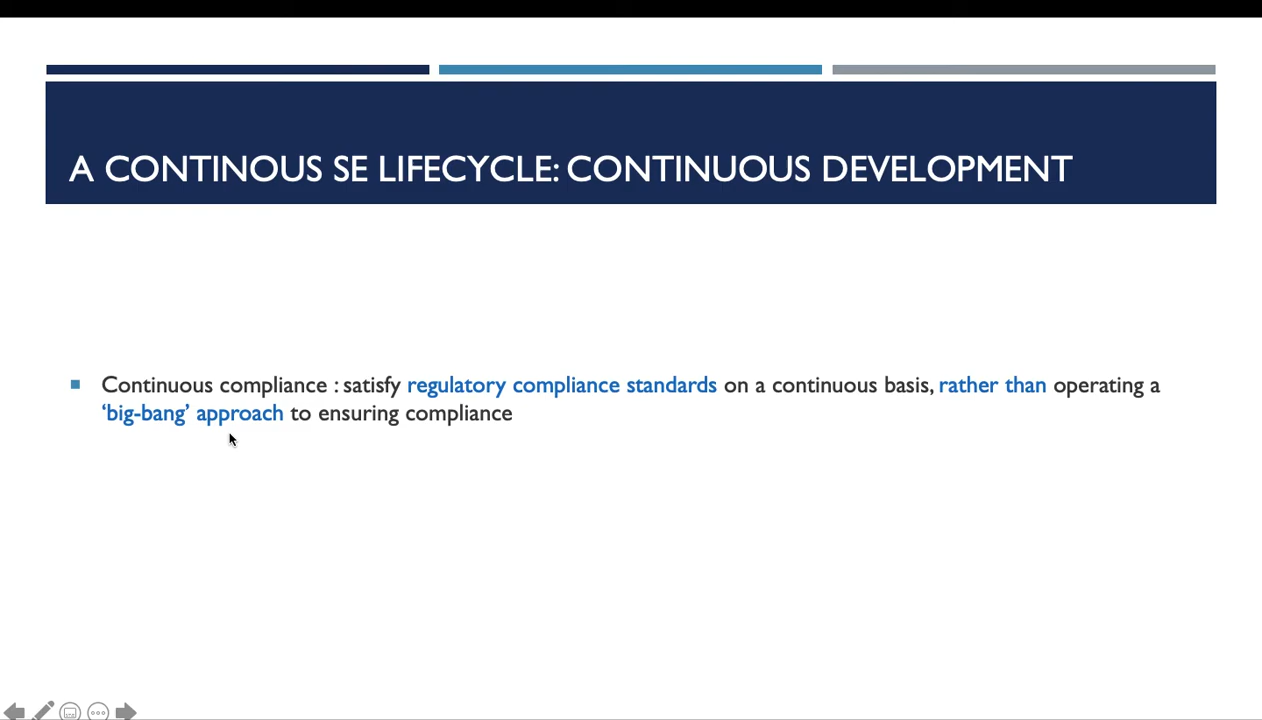 A CONTINOUS SE LIFECYCLE: CONTINUOUS DEVELOPMENT
Continuous compliance : satisfy regulatory compliance standards on a continuous basis, rather than operating a
‘big-bang’ approach to ensuring compliance